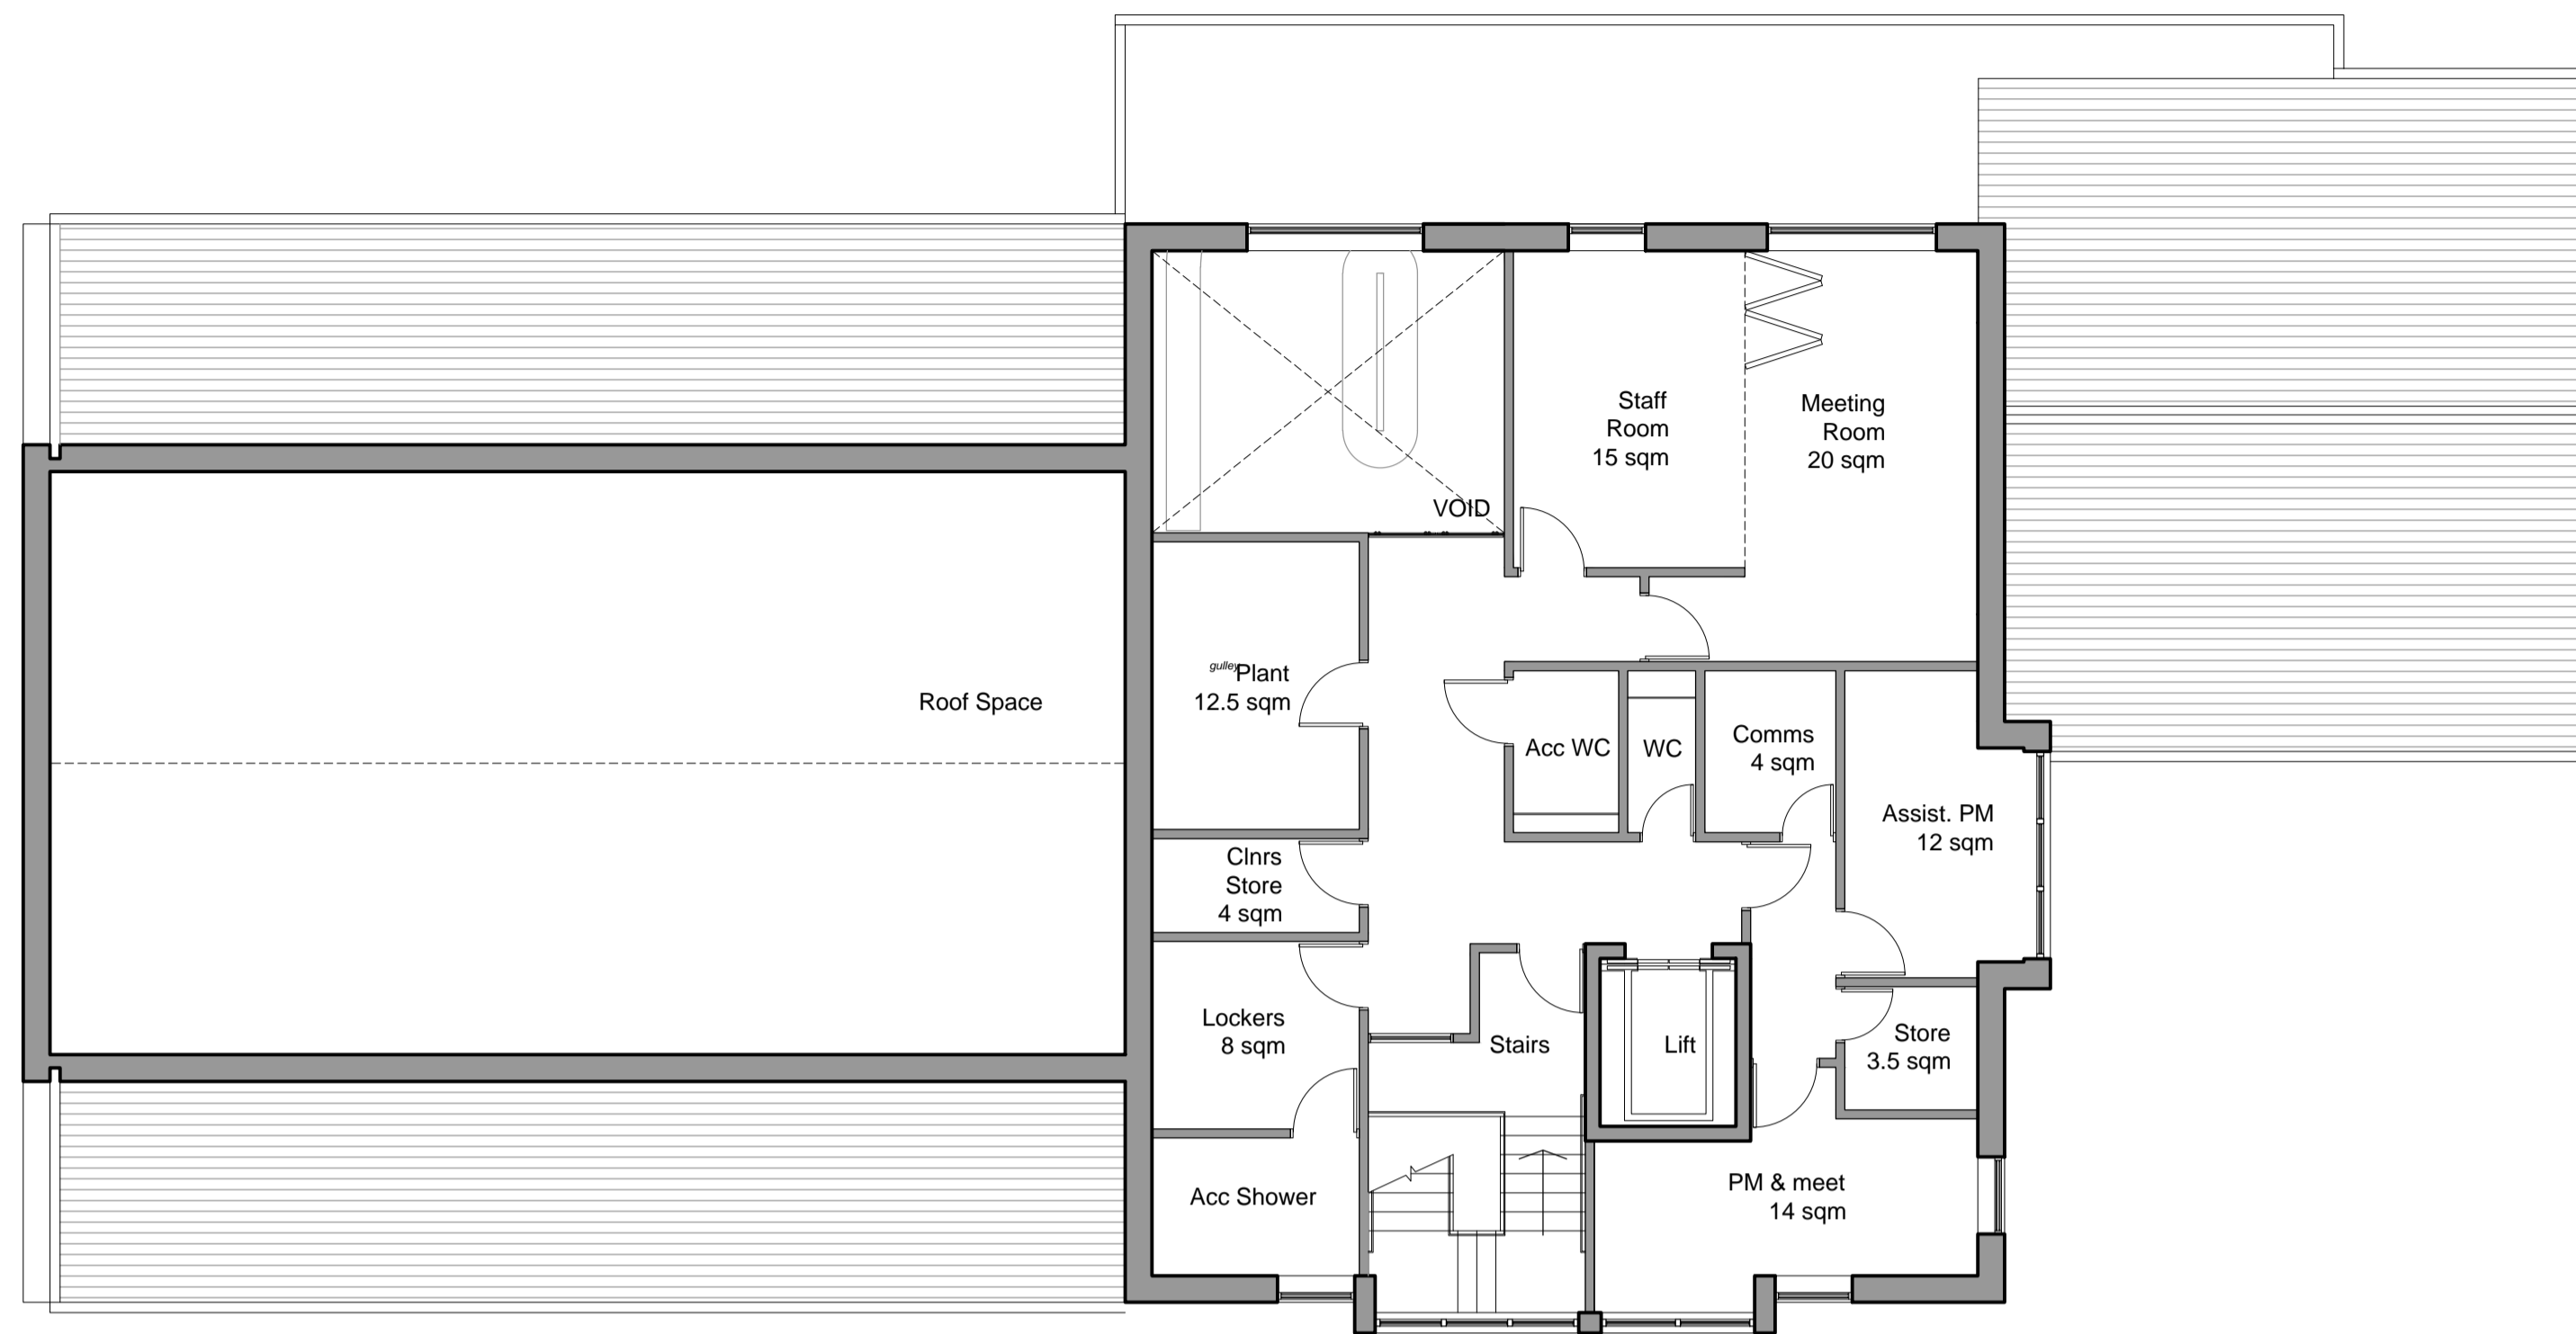 Staff
Room
15 sqm
Meeting
Room
20 sqm
VOID
gulley
Plant
12.5 sqm
Roof Space
Acc WC
WC
Comms
4 sqm
Assist. PM
12 sqm
Clnrs
Store
4 sqm
Lockers
8 sqm
Stairs
Lift
Store
3.5 sqm
Acc Shower
PM & meet
14 sqm